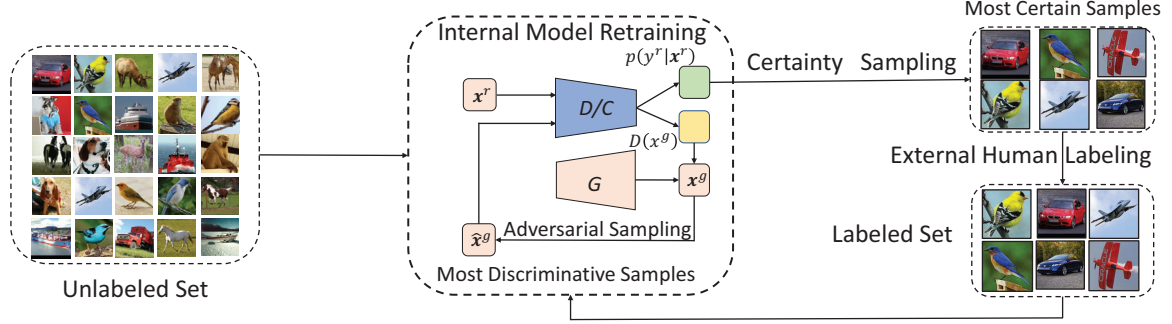 Most Certain Samples
Internal Model Retraining
p(y^r|x^r)
Certainty Sampling
x^r
D/C
D(x^g)
External Human Labeling
G
x^g
x̂^g
Adversarial Sampling
Labeled Set
Most Discriminative Samples
Unlabeled Set